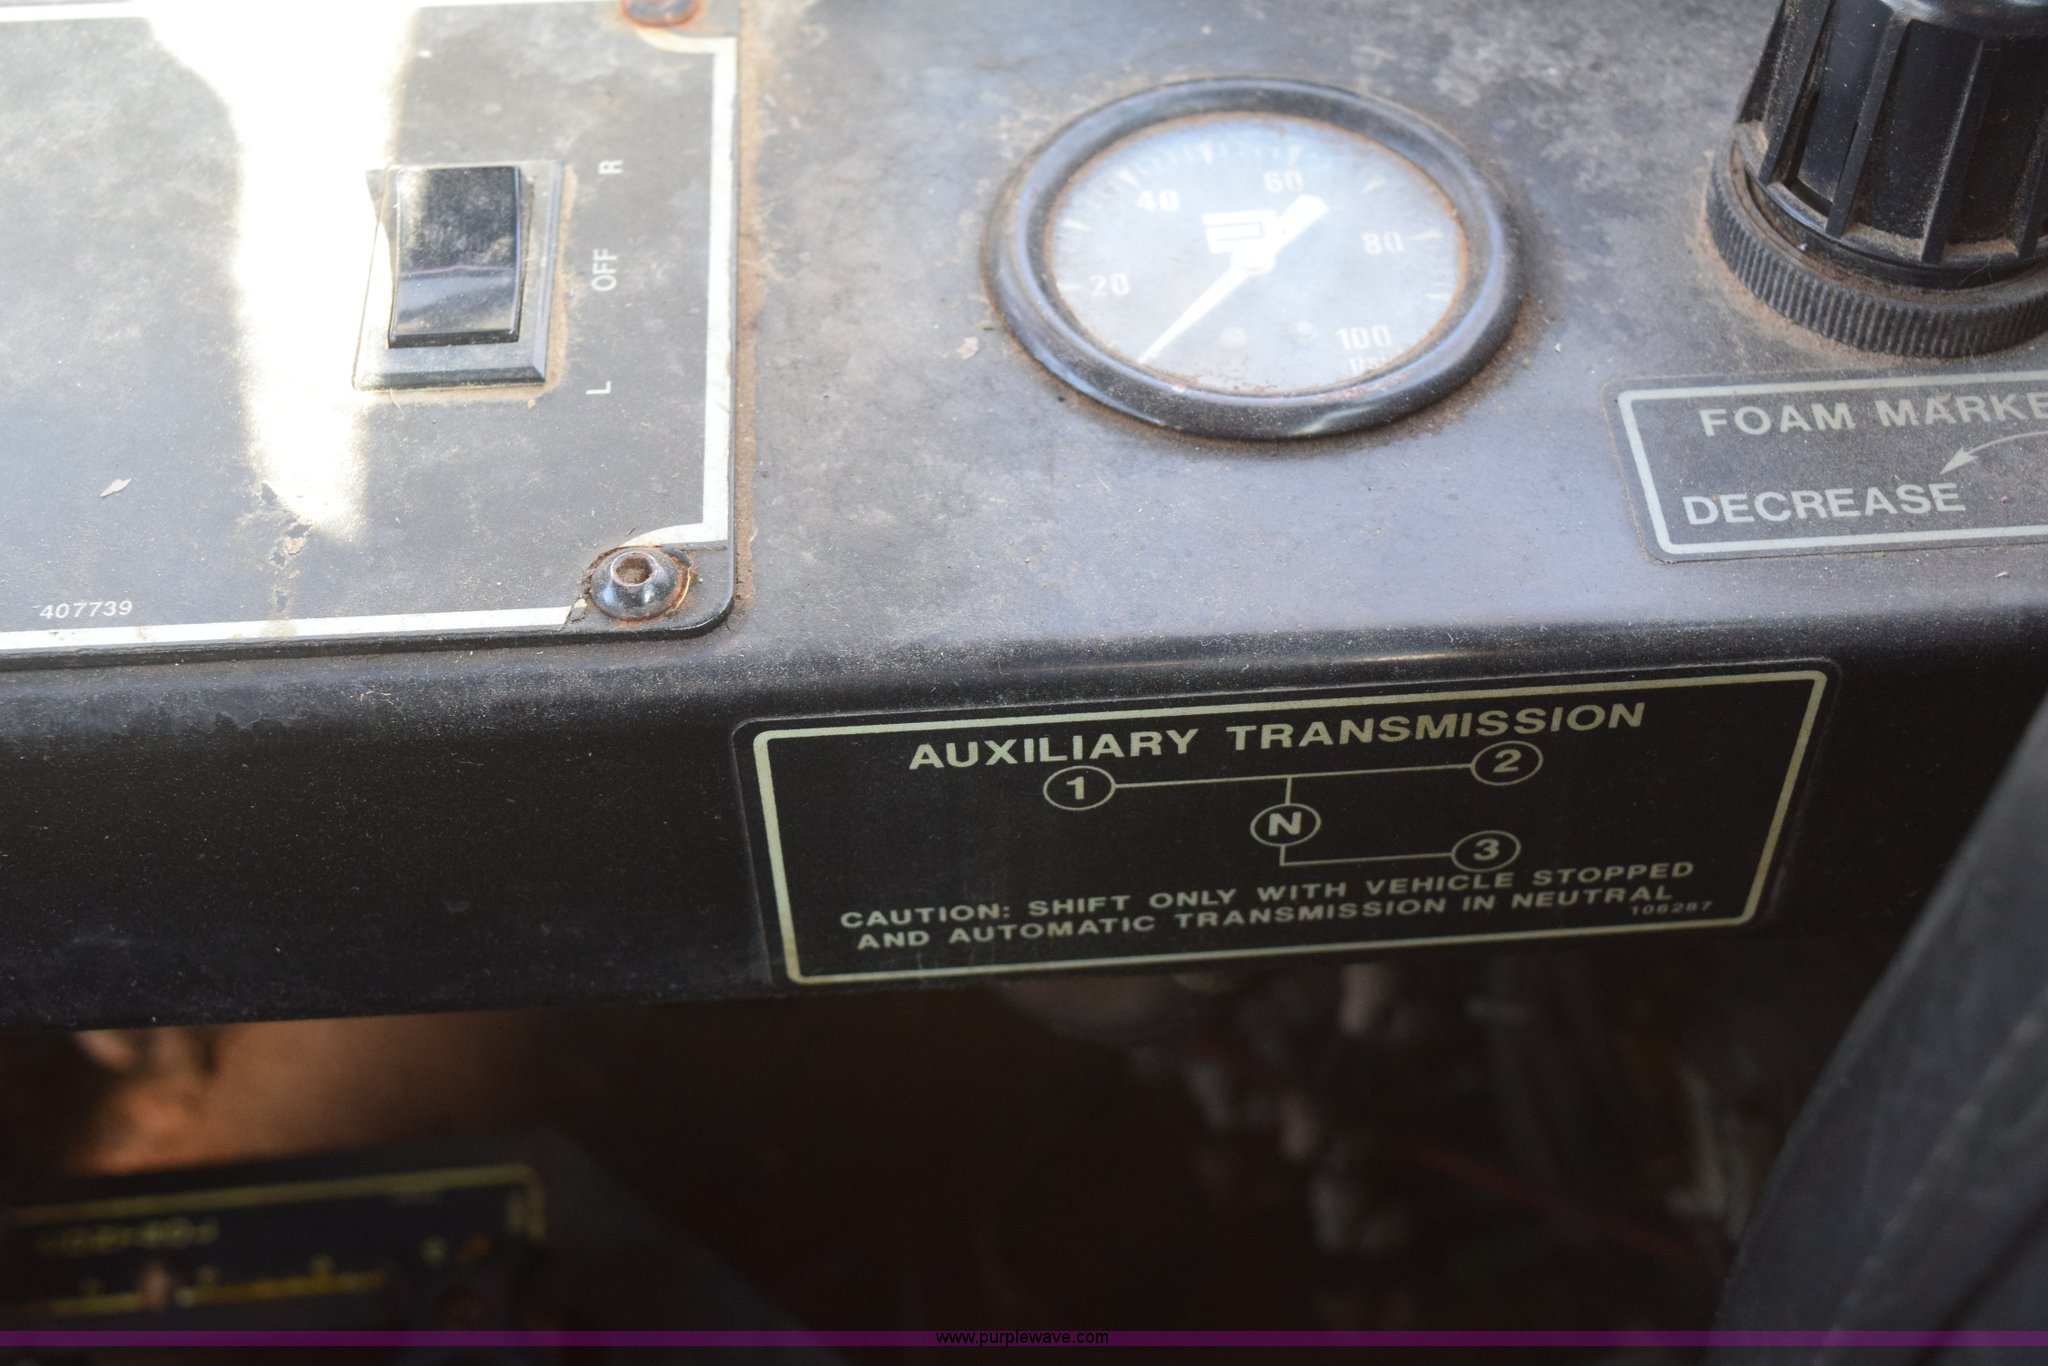 R
OFF
L
407739
20
40
60
80
100
PSI
FOAM MARKE
DECREASE
AUXILIARY TRANSMISSION
1
2
N
3
CAUTION: SHIFT ONLY WITH VEHICLE STOPPED
AND AUTOMATIC TRANSMISSION IN NEUTRAL
106287
www.purplewave.com